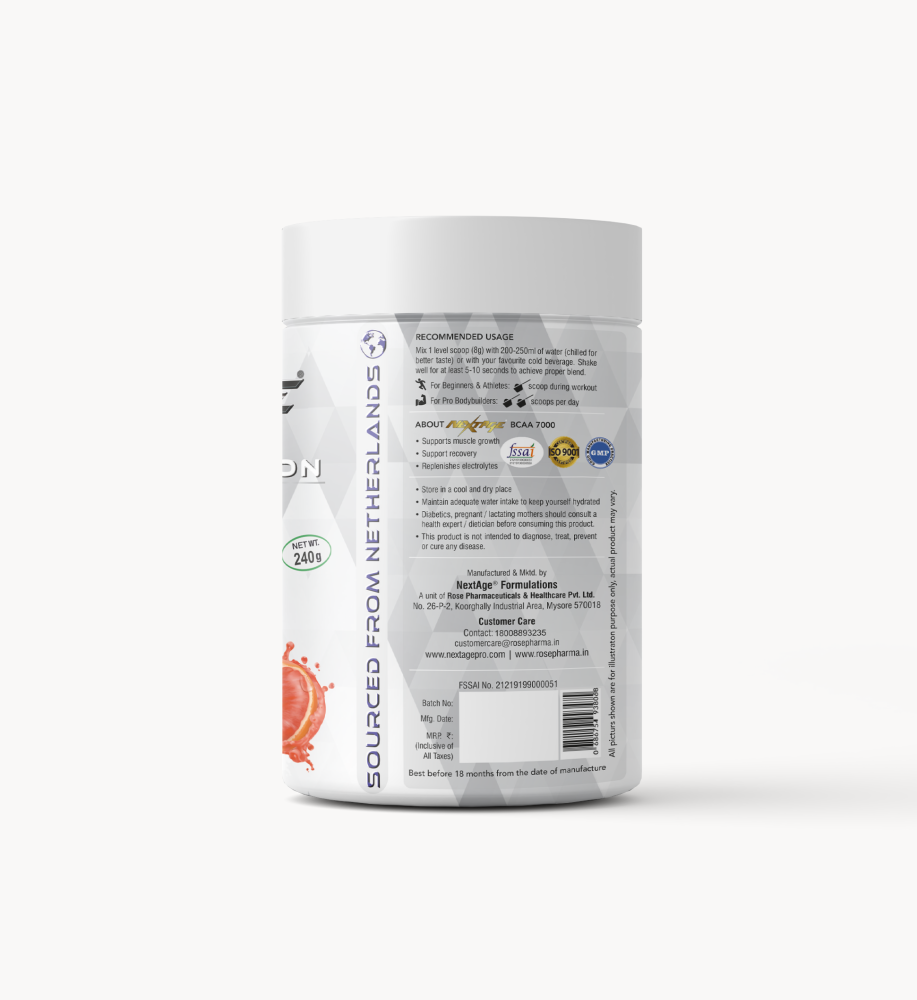 ON
NET WT.
240g
SOURCED FROM NETHERLANDS
RECOMMENDED USAGE
Mix 1 level scoop (8g) with 200-250ml of water (chilled for
better taste) or with your favourite cold beverage. Shake
well for at least 5-10 seconds to achieve proper blend.
For Beginners & Athletes: scoop during workout
For Pro Bodybuilders: scoops per day
ABOUT NEXTAGE BCAA 7000
• Supports muscle growth
• Support recovery
• Replenishes electrolytes
fssai
ISO 9001
GMP
• Store in a cool and dry place
• Maintain adequate water intake to keep yourself hydrated
• Diabetics, pregnant / lactating mothers should consult a
health expert / dietician before consuming this product.
• This product is not intended to diagnose, treat, prevent
or cure any disease.
Manufactured & Mktd. by
NextAge® Formulations
A unit of Rose Pharmaceuticals & Healthcare Pvt. Ltd.
No. 26-P-2, Koorghally Industrial Area, Mysore 570018
Customer Care
Contact: 18008893235
customercare@rosepharma.in
www.nextagepro.com | www.rosepharma.in
FSSAI No. 21219199000051
Batch No:
Mfg. Date:
M.R.P. ₹:
(Inclusive of
All Taxes)
Best before 18 months from the date of manufacture
All picturs shown are for illustraton purpose only, actual product may vary.